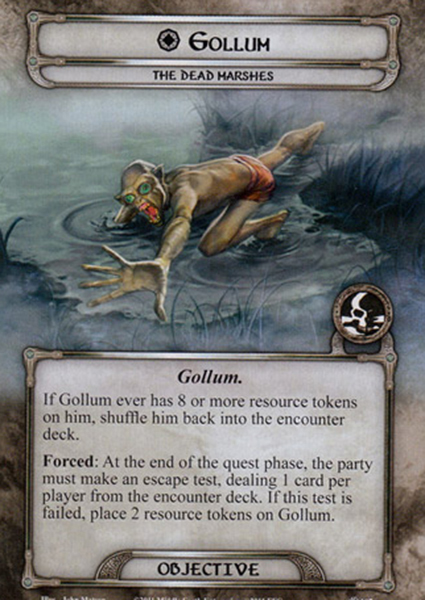 GOLLUM
THE DEAD MARSHES
Gollum.
If Gollum ever has 8 or more resource tokens
on him, shuffle him back into the encounter
deck.
Forced: At the end of the quest phase, the party
must make an escape test, dealing 1 card per
player from the encounter deck. If this test is
failed, place 2 resource tokens on Gollum.
OBJECTIVE